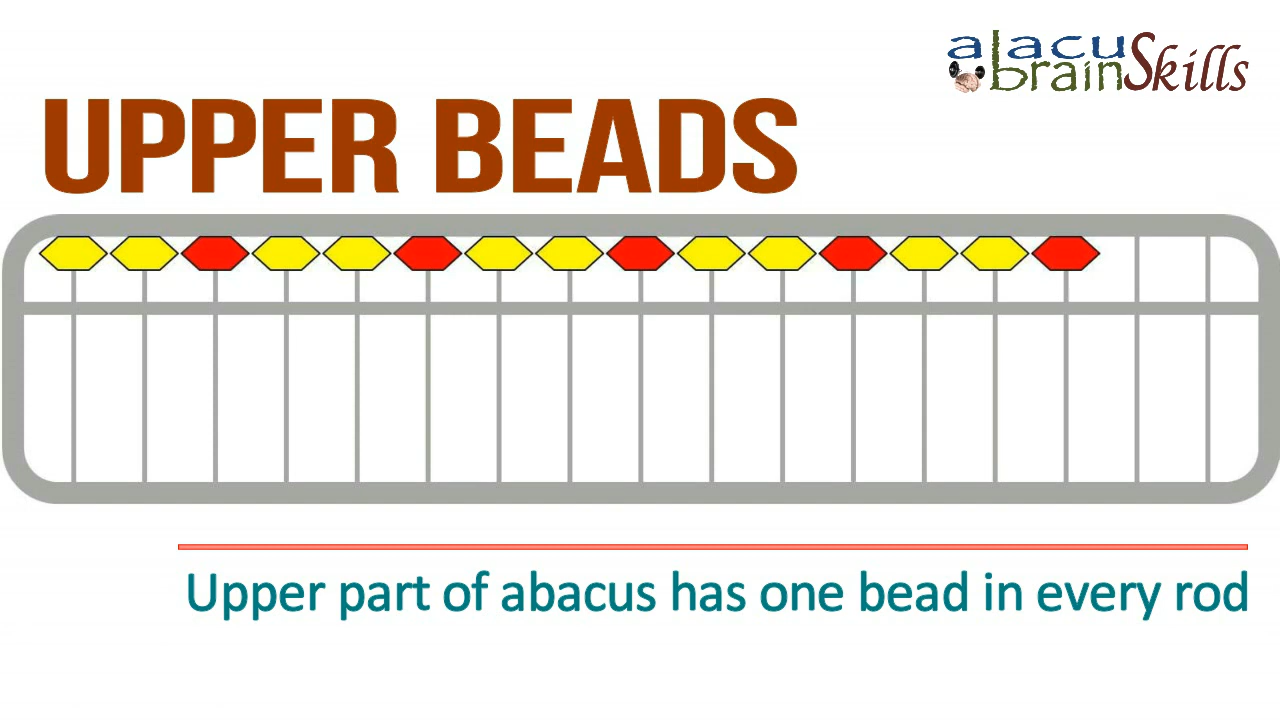 abacus
brainSkills
UPPER BEADS
Upper part of abacus has one bead in every rod